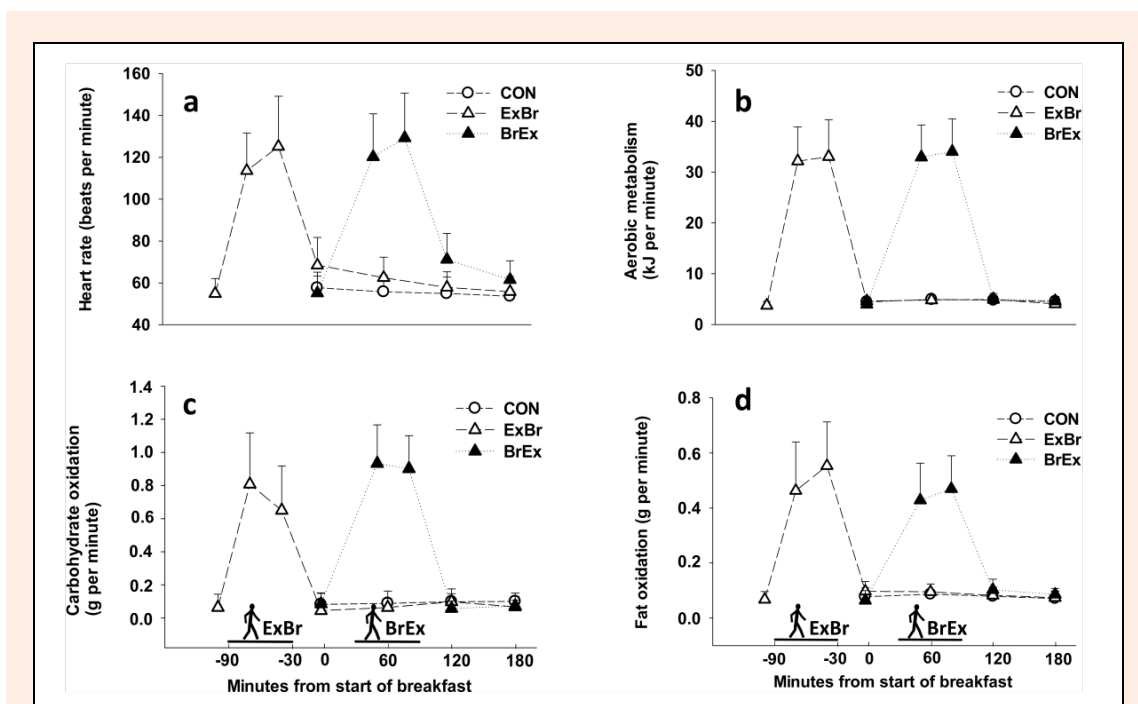 a
Heart rate (beats per minute)
160
140
120
100
80
60
40
CON
ExBr
BrEx
b
Aerobic metabolism
(kJ per minute)
50
40
30
20
10
0
CON
ExBr
BrEx
c
Carbohydrate oxidation
(g per minute)
1.4
1.2
1.0
0.8
0.6
0.4
0.2
0.0
CON
ExBr
BrEx
ExBr
BrEx
-90 -30 0 60 120 180
Minutes from start of breakfast
d
Fat oxidation (g per minute)
0.8
0.6
0.4
0.2
0.0
CON
ExBr
BrEx
ExBr
BrEx
-90 -30 0 60 120 180
Minutes from start of breakfast